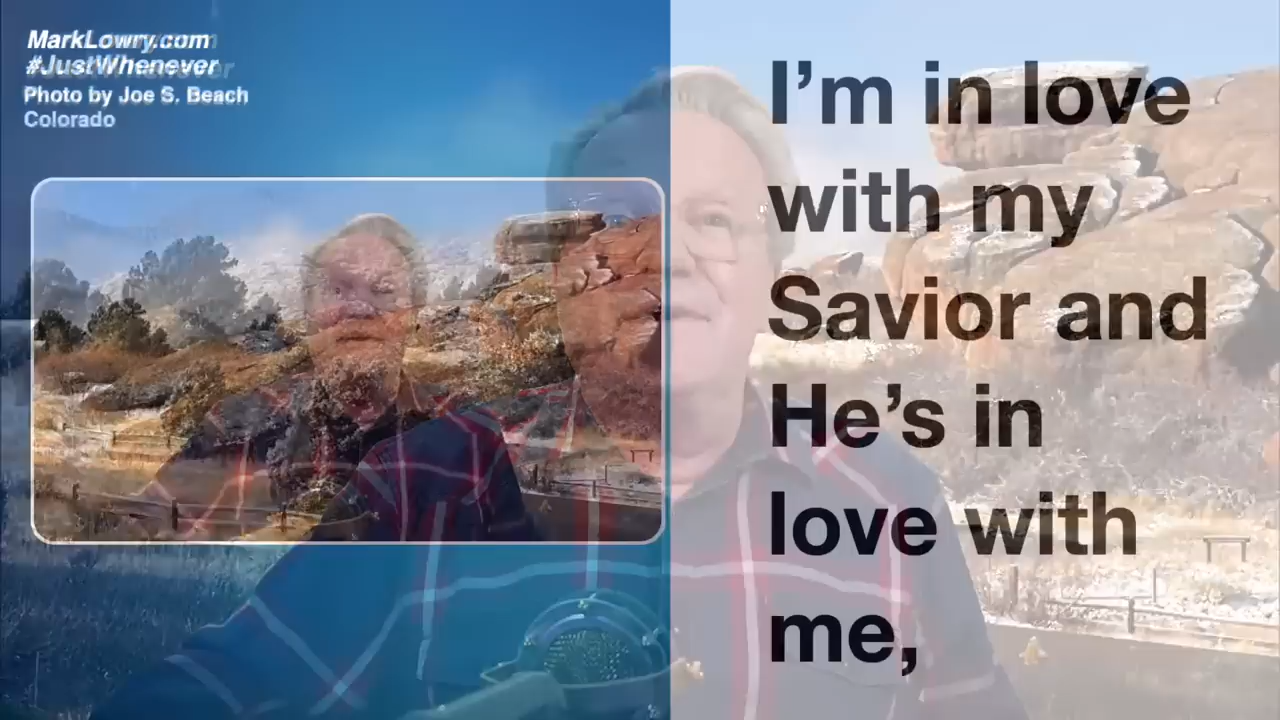 MarkLowry.com
#JustWhenever
Photo by Joe S. Beach
Colorado
I’m in love
with my
Savior and
He’s in
love with
me,